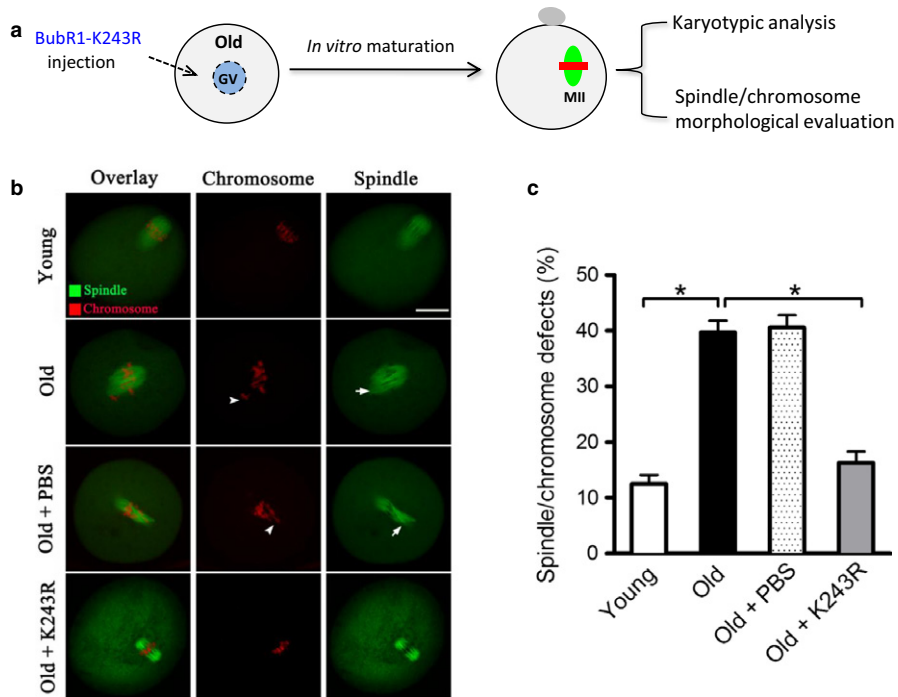 a
BubR1-K243R
injection
Old
GV
In vitro maturation
MII
Karyotypic analysis
Spindle/chromosome
morphological evaluation
b
Overlay
Chromosome
Spindle
Young
Spindle
Chromosome
Old
Old + PBS
Old + K243R
c
Spindle/chromosome defects (%)
50
40
30
20
10
0
*
*
Young
Old
Old + PBS
Old + K243R